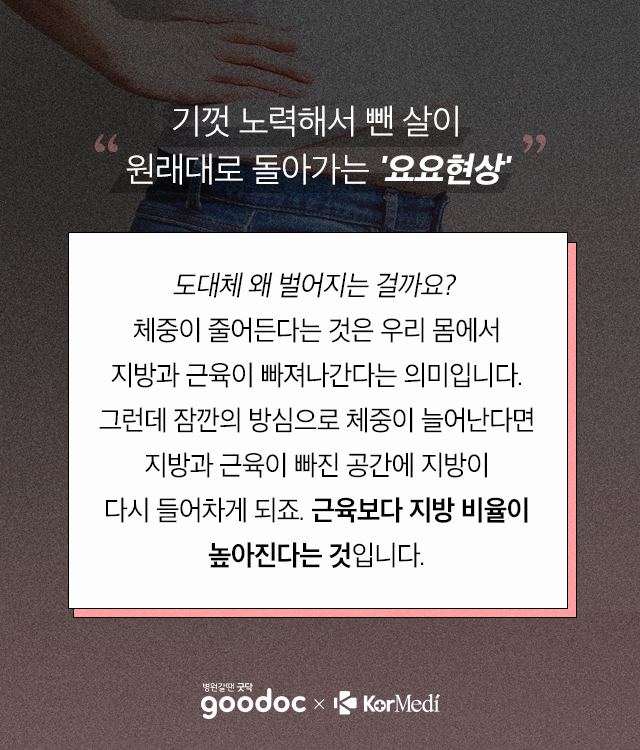 기껏 노력해서 뺀 살이
“원래대로 돌아가는 '요요현상'”
도대체 왜 벌어지는 걸까요?
체중이 줄어든다는 것은 우리 몸에서
지방과 근육이 빠져나간다는 의미입니다.
그런데 잠깐의 방심으로 체중이 늘어난다면
지방과 근육이 빠진 공간에 지방이
다시 들어차게 되죠. 근육보다 지방 비율이
높아진다는 것입니다.
병원갈땐 굿닥
goodoc × KorMedi